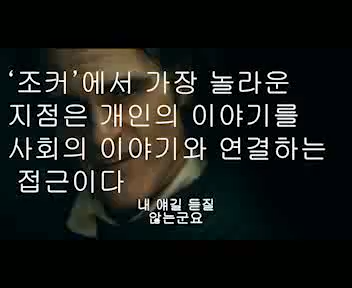 ‘조커’에서 가장 놀라운
지점은 개인의 이야기를
사회의 이야기와 연결하는
접근이다
내 얘길 듣질
않는군요